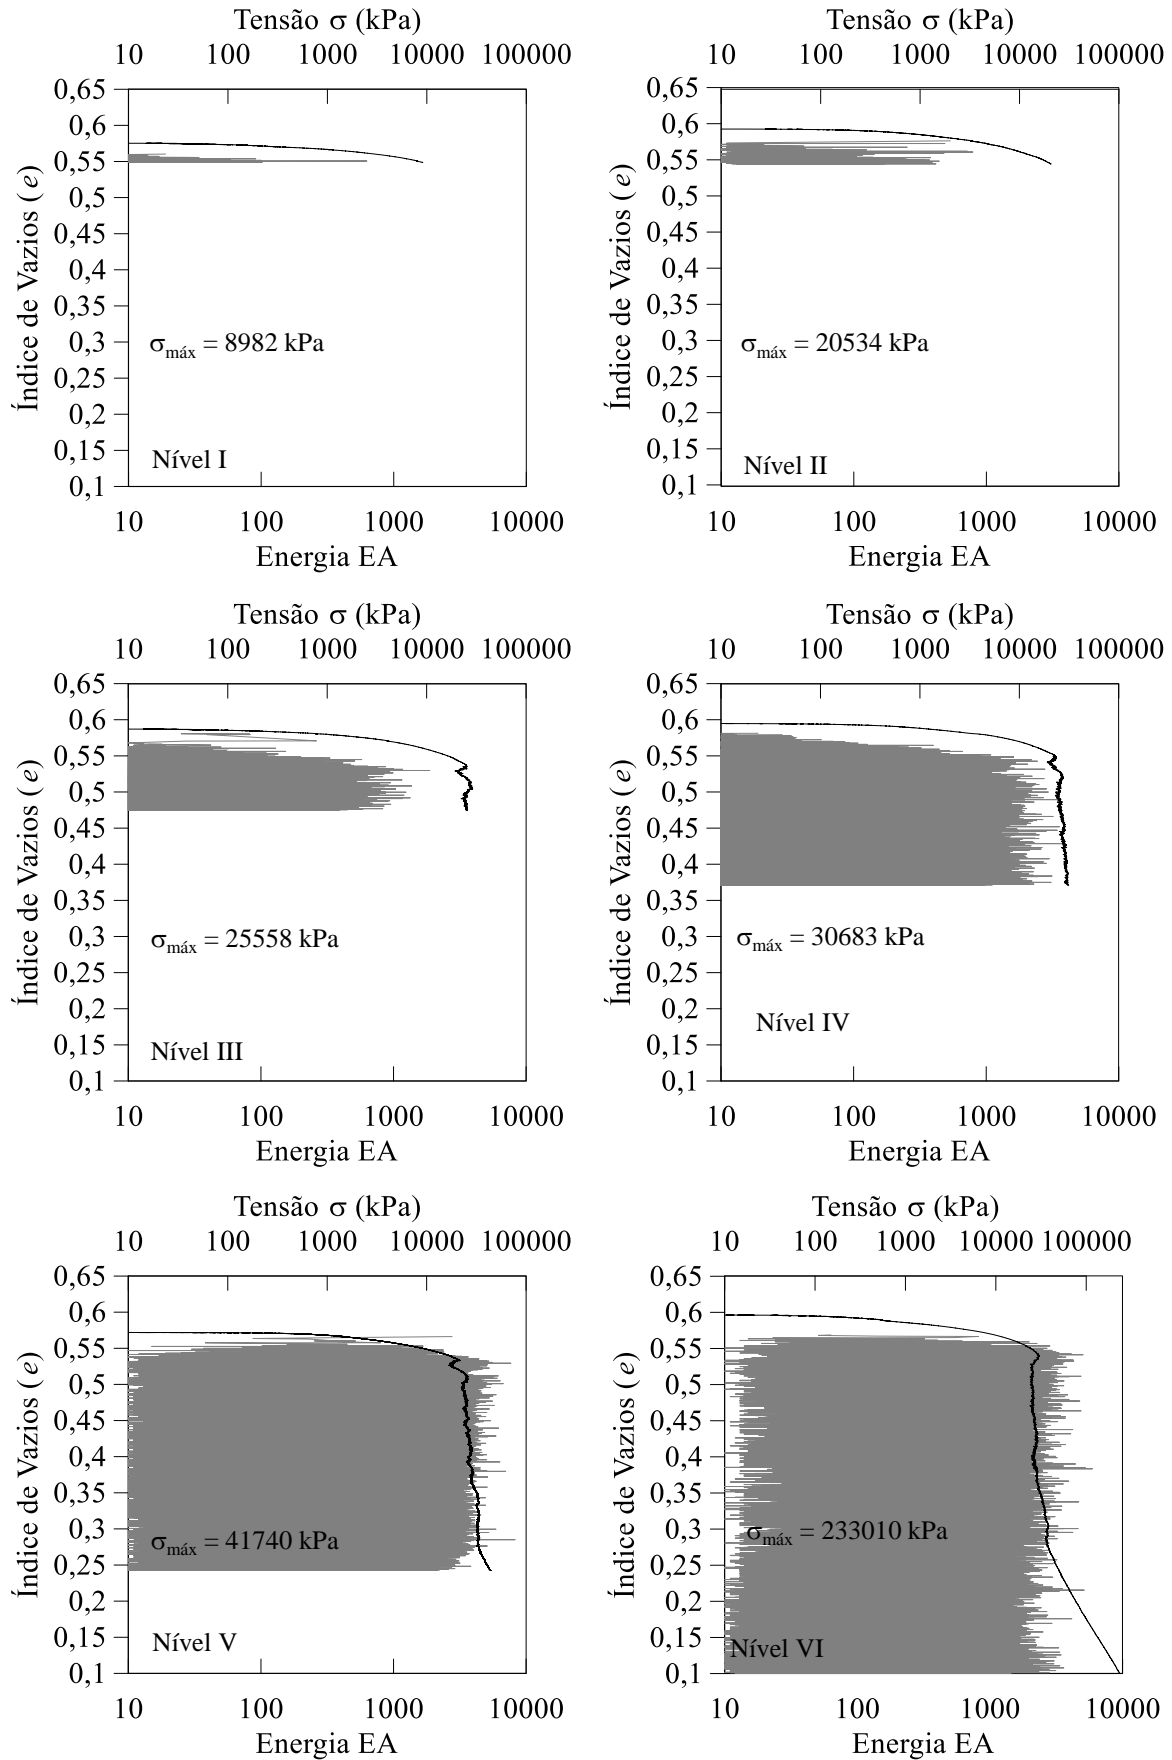 Tensão σ (kPa)
10 100 1000 10000 100000
0,65
0,6
0,55
0,5
0,45
0,4
0,35
0,3
0,25
0,2
0,15
0,1
Índice de Vazios (e)
σmáx = 8982 kPa
Nível I
10 100 1000 10000
Energia EA
Tensão σ (kPa)
10 100 1000 10000 100000
0,65
0,6
0,55
0,5
0,45
0,4
0,35
0,3
0,25
0,2
0,15
0,1
Índice de Vazios (e)
σmáx = 20534 kPa
Nível II
10 100 1000 10000
Energia EA
Tensão σ (kPa)
10 100 1000 10000 100000
0,65
0,6
0,55
0,5
0,45
0,4
0,35
0,3
0,25
0,2
0,15
0,1
Índice de Vazios (e)
σmáx = 25558 kPa
Nível III
10 100 1000 10000
Energia EA
Tensão σ (kPa)
10 100 1000 10000 100000
0,65
0,6
0,55
0,5
0,45
0,4
0,35
0,3
0,25
0,2
0,15
0,1
Índice de Vazios (e)
σmáx = 30683 kPa
Nível IV
10 100 1000 10000
Energia EA
Tensão σ (kPa)
10 100 1000 10000 100000
0,65
0,6
0,55
0,5
0,45
0,4
0,35
0,3
0,25
0,2
0,15
0,1
Índice de Vazios (e)
σmáx = 41740 kPa
Nível V
10 100 1000 10000
Energia EA
Tensão σ (kPa)
10 100 1000 10000 100000
0,65
0,6
0,55
0,5
0,45
0,4
0,35
0,3
0,25
0,2
0,15
0,1
Índice de Vazios (e)
σmáx = 233010 kPa
Nível VI
10 100 1000 10000
Energia EA